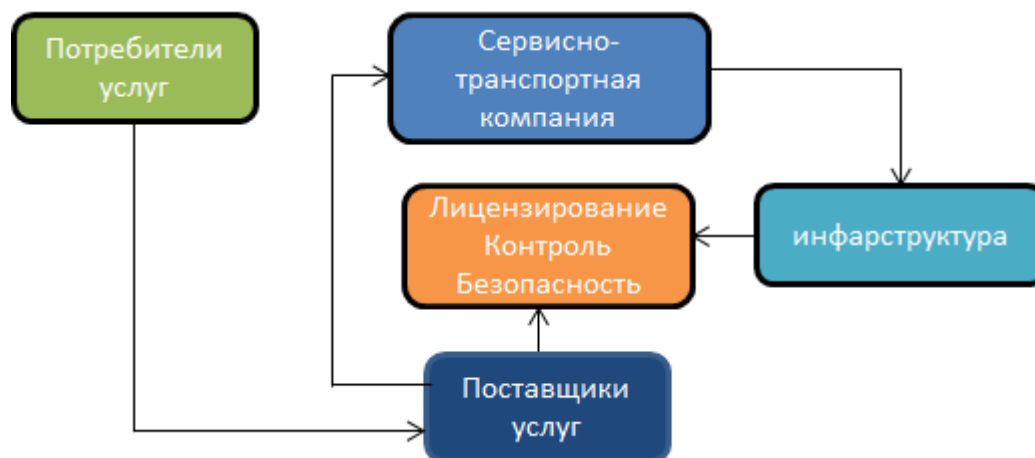 Потребители
услуг
Сервисно-
транспортная
компания
Лицензирование
Контроль
Безопасность
инфарструктура
Поставщики
услуг